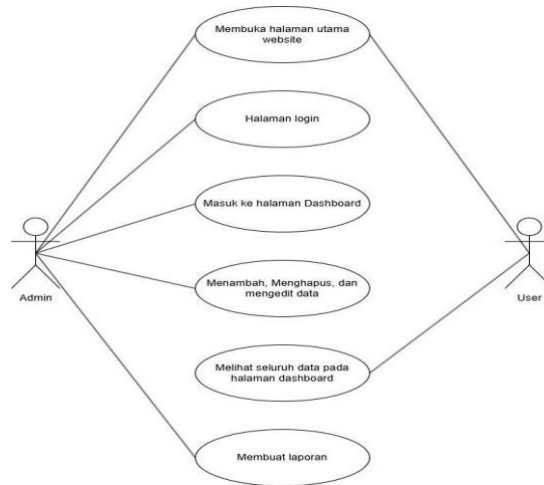 Membuka halaman utama
website
Halaman login
Masuk ke halaman Dashboard
Admin
User
Menambah, Menghapus, dan
mengedit data
Melihat seluruh data pada
halaman dashboard
Membuat laporan